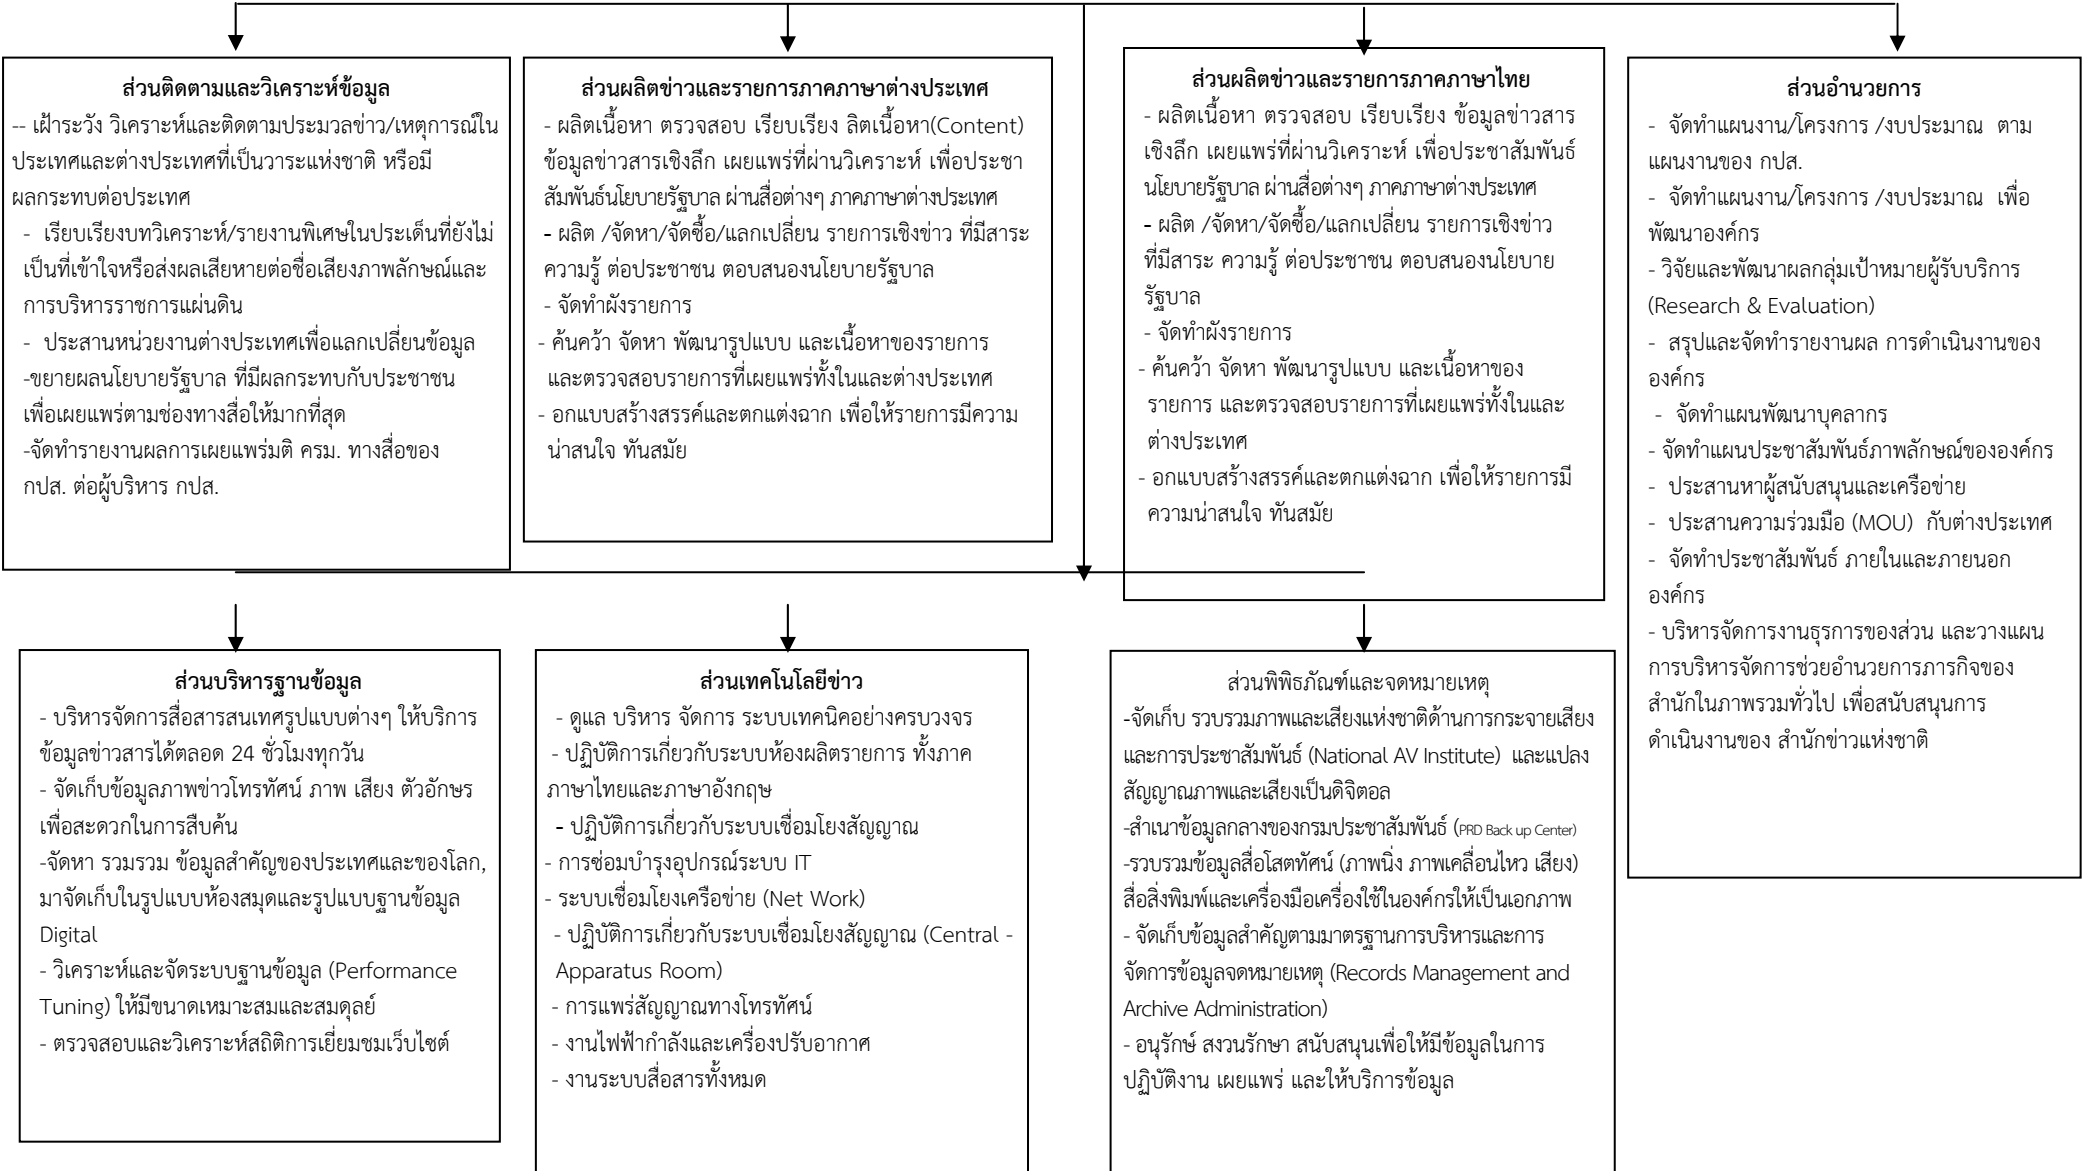 ส่วนติดตามและวิเคราะห์ข้อมูล
-- เฝ้าระวัง วิเคราะห์และติดตามประมวลข่าว/เหตุการณ์ใน
ประเทศและต่างประเทศที่เป็นวาระแห่งชาติ หรือมี
ผลกระทบต่อประเทศ
- เรียบเรียงบทวิเคราะห์/รายงานพิเศษในประเด็นที่ยังไม่
เป็นที่เข้าใจหรือส่งผลเสียหายต่อชื่อเสียงภาพลักษณ์และ
การบริหารราชการแผ่นดิน
- ประสานหน่วยงานต่างประเทศเพื่อแลกเปลี่ยนข้อมูล
-ขยายผลนโยบายรัฐบาล ที่มีผลกระทบกับประชาชน
เพื่อเผยแพร่ตามช่องทางสื่อให้มากที่สุด
-จัดทำรายงานผลการเผยแพร่มติ ครม. ทางสื่อของ
กปส. ต่อผู้บริหาร กปส.
ส่วนผลิตข่าวและรายการภาคภาษาต่างประเทศ
- ผลิตเนื้อหา ตรวจสอบ เรียบเรียง ลิตเนื้อหา(Content)
ข้อมูลข่าวสารเชิงลึก เผยแพร่ที่ผ่านวิเคราะห์ เพื่อประชา
สัมพันธ์นโยบายรัฐบาล ผ่านสื่อต่างๆ ภาคภาษาต่างประเทศ
- ผลิต /จัดหา/จัดซื้อ/แลกเปลี่ยน รายการเชิงข่าว ที่มีสาระ
ความรู้ ต่อประชาชน ตอบสนองนโยบายรัฐบาล
- จัดทำผังรายการ
- ค้นคว้า จัดหา พัฒนารูปแบบ และเนื้อหาของรายการ
และตรวจสอบรายการที่เผยแพร่ทั้งในและต่างประเทศ
- อกแบบสร้างสรรค์และตกแต่งฉาก เพื่อให้รายการมีความ
น่าสนใจ ทันสมัย
ส่วนผลิตข่าวและรายการภาคภาษาไทย
- ผลิตเนื้อหา ตรวจสอบ เรียบเรียง ข้อมูลข่าวสาร
เชิงลึก เผยแพร่ที่ผ่านวิเคราะห์ เพื่อประชาสัมพันธ์
นโยบายรัฐบาล ผ่านสื่อต่างๆ ภาคภาษาต่างประเทศ
- ผลิต /จัดหา/จัดซื้อ/แลกเปลี่ยน รายการเชิงข่าว
ที่มีสาระ ความรู้ ต่อประชาชน ตอบสนองนโยบาย
รัฐบาล
- จัดทำผังรายการ
- ค้นคว้า จัดหา พัฒนารูปแบบ และเนื้อหาของ
รายการ และตรวจสอบรายการที่เผยแพร่ทั้งในและ
ต่างประเทศ
- อกแบบสร้างสรรค์และตกแต่งฉาก เพื่อให้รายการมี
ความน่าสนใจ ทันสมัย
ส่วนอำนวยการ
- จัดทำแผนงาน/โครงการ /งบประมาณ ตาม
แผนงานของ กปส.
- จัดทำแผนงาน/โครงการ /งบประมาณ เพื่อ
พัฒนาองค์กร
- วิจัยและพัฒนาผลกลุ่มเป้าหมายผู้รับบริการ
(Research & Evaluation)
- สรุปและจัดทำรายงานผล การดำเนินงานของ
องค์กร
- จัดทำแผนพัฒนาบุคลากร
- จัดทำแผนประชาสัมพันธ์ภาพลักษณ์ขององค์กร
- ประสานหาผู้สนับสนุนและเครือข่าย
- ประสานความร่วมมือ (MOU) กับต่างประเทศ
- จัดทำประชาสัมพันธ์ ภายในและภายนอก
องค์กร
- บริหารจัดการงานธุรการของส่วน และวางแผน
การบริหารจัดการช่วยอำนวยการภารกิจของ
สำนักในภาพรวมทั่วไป เพื่อสนับสนุนการ
ดำเนินงานของ สำนักข่าวแห่งชาติ
ส่วนบริหารฐานข้อมูล
- บริหารจัดการสื่อสารสนเทศรูปแบบต่างๆ ให้บริการ
ข้อมูลข่าวสารได้ตลอด 24 ชั่วโมงทุกวัน
- จัดเก็บข้อมูลภาพข่าวโทรทัศน์ ภาพ เสียง ตัวอักษร
เพื่อสะดวกในการสืบค้น
-จัดหา รวมรวม ข้อมูลสำคัญของประเทศและของโลก,
มาจัดเก็บในรูปแบบห้องสมุดและรูปแบบฐานข้อมูล
Digital
- วิเคราะห์และจัดระบบฐานข้อมูล (Performance
Tuning) ให้มีขนาดเหมาะสมและสมดุลย์
- ตรวจสอบและวิเคราะห์สถิติการเยี่ยมชมเว็บไซต์
ส่วนเทคโนโลยีข่าว
- ดูแล บริหาร จัดการ ระบบเทคนิคอย่างครบวงจร
- ปฏิบัติการเกี่ยวกับระบบห้องผลิตรายการ ทั้งภาค
ภาษาไทยและภาษาอังกฤษ
- ปฏิบัติการเกี่ยวกับระบบเชื่อมโยงสัญญาณ
- การซ่อมบำรุงอุปกรณ์ระบบ IT
- ระบบเชื่อมโยงเครือข่าย (Net Work)
- ปฏิบัติการเกี่ยวกับระบบเชื่อมโยงสัญญาณ (Central -
Apparatus Room)
- การแพร่สัญญาณทางโทรทัศน์
- งานไฟฟ้ากำลังและเครื่องปรับอากาศ
- งานระบบสื่อสารทั้งหมด
ส่วนพิพิธภัณฑ์และจดหมายเหตุ
-จัดเก็บ รวบรวมภาพและเสียงแห่งชาติด้านการกระจายเสียง
และการประชาสัมพันธ์ (National AV Institute) และแปลง
สัญญาณภาพและเสียงเป็นดิจิตอล
-สำเนาข้อมูลกลางของกรมประชาสัมพันธ์ (PRD Back up Center)
-รวบรวมข้อมูลสื่อโสตทัศน์ (ภาพนิ่ง ภาพเคลื่อนไหว เสียง)
สื่อสิ่งพิมพ์และเครื่องมือเครื่องใช้ในองค์กรให้เป็นเอกภาพ
- จัดเก็บข้อมูลสำคัญตามมาตรฐานการบริหารและการ
จัดการข้อมูลจดหมายเหตุ (Records Management and
Archive Administration)
- อนุรักษ์ สงวนรักษา สนับสนุนเพื่อให้มีข้อมูลในการ
ปฏิบัติงาน เผยแพร่ และให้บริการข้อมูล